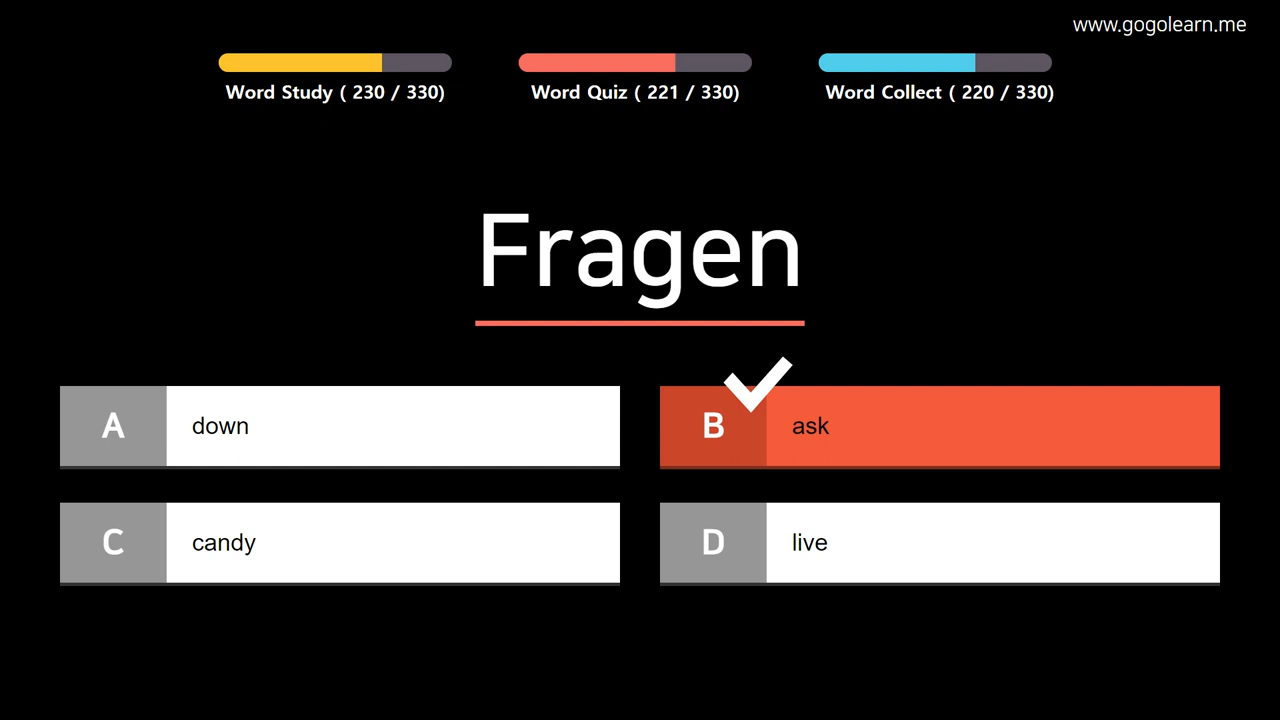 www.gogolearn.me
Word Study ( 230 / 330)
Word Quiz ( 221 / 330)
Word Collect ( 220 / 330)
Fragen
A down
B ask
C candy
D live